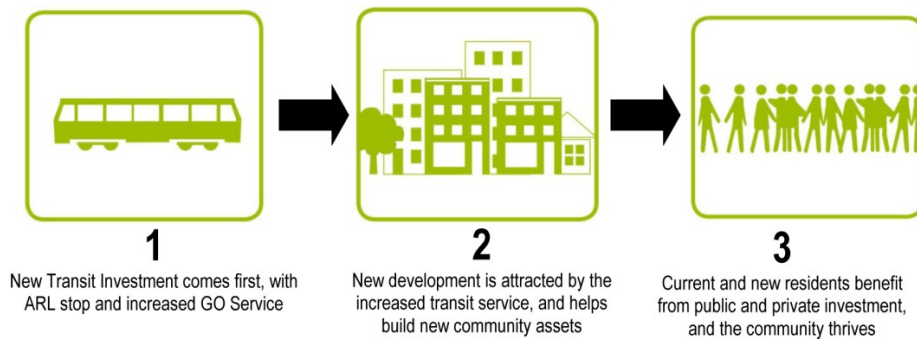 1
New Transit Investment comes first, with
ARL stop and increased GO Service
2
New development is attracted by the
increased transit service, and helps
build new community assets
3
Current and new residents benefit
from public and private investment,
and the community thrives